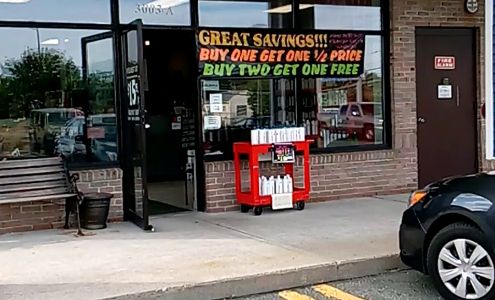 3003-A
GREAT SAVINGS!!!
BUY ONE GET ONE ½ PRICE
BUY TWO GET ONE FREE
FIRE
ALARM